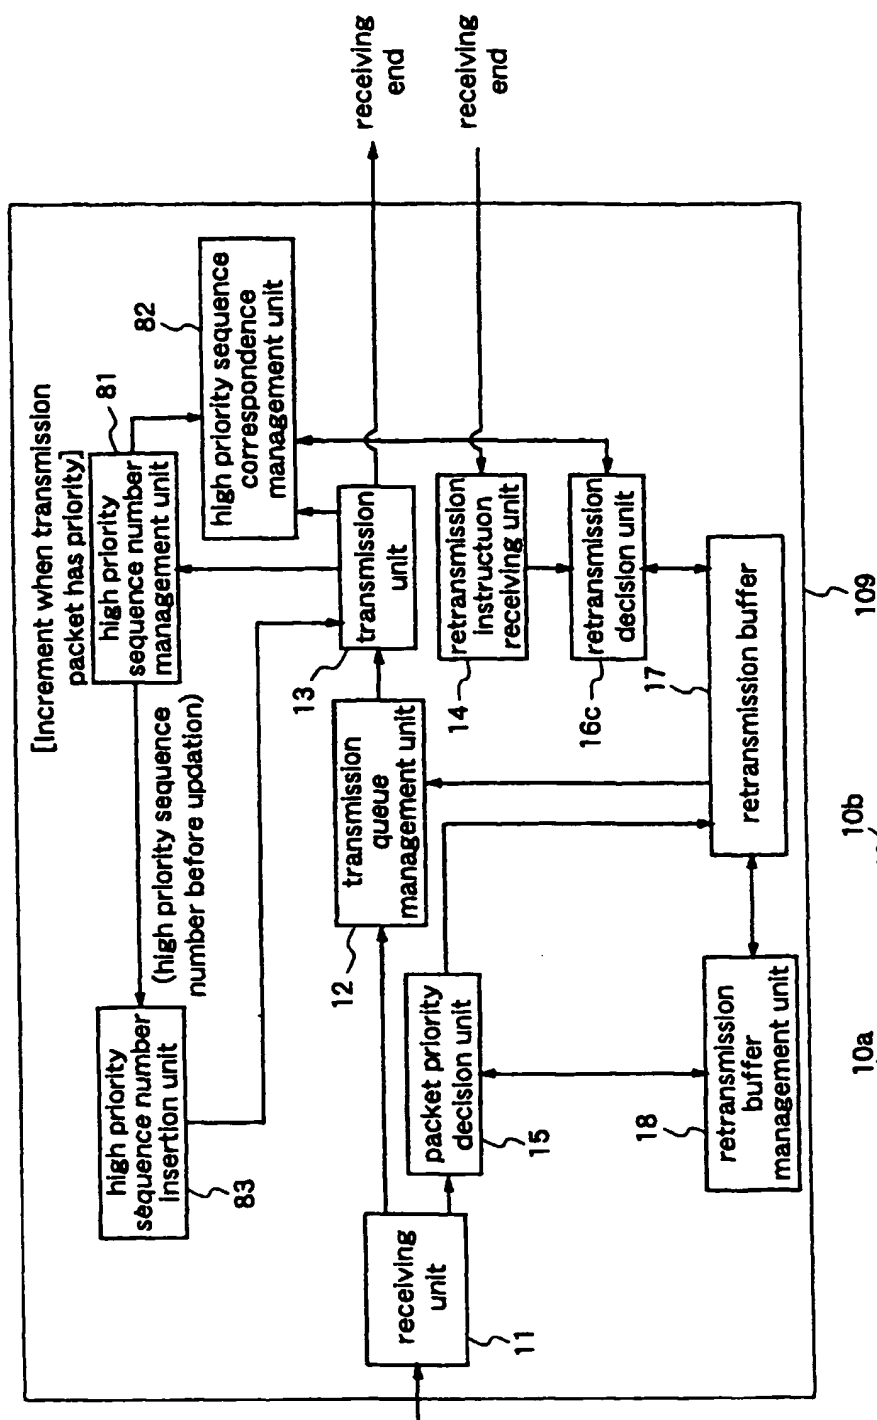 [Increment when transmission
packet has priority]
81
high priority
sequence number
management unit
82
high priority sequence
correspondence
management unit
(high priority sequence
number before updation)
high priority
sequence number
insertion unit
83
receiving
end
receiving
end
13
transmission
unit
12
transmission
queue
management unit
14
retransmission
instructuon
receiving unit
16c
retransmission
decision unit
receiving
unit
11
packet priority
decision unit
15
17
retransmission buffer
18
retransmission
buffer
management unit
109
10a
10b